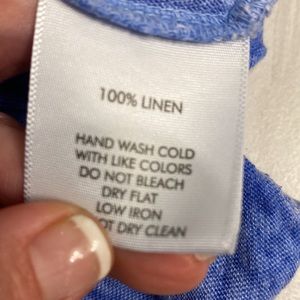 100% LINEN
HAND WASH COLD
WITH LIKE COLORS
DO NOT BLEACH
DRY FLAT
LOW IRON
DRY CLEAN